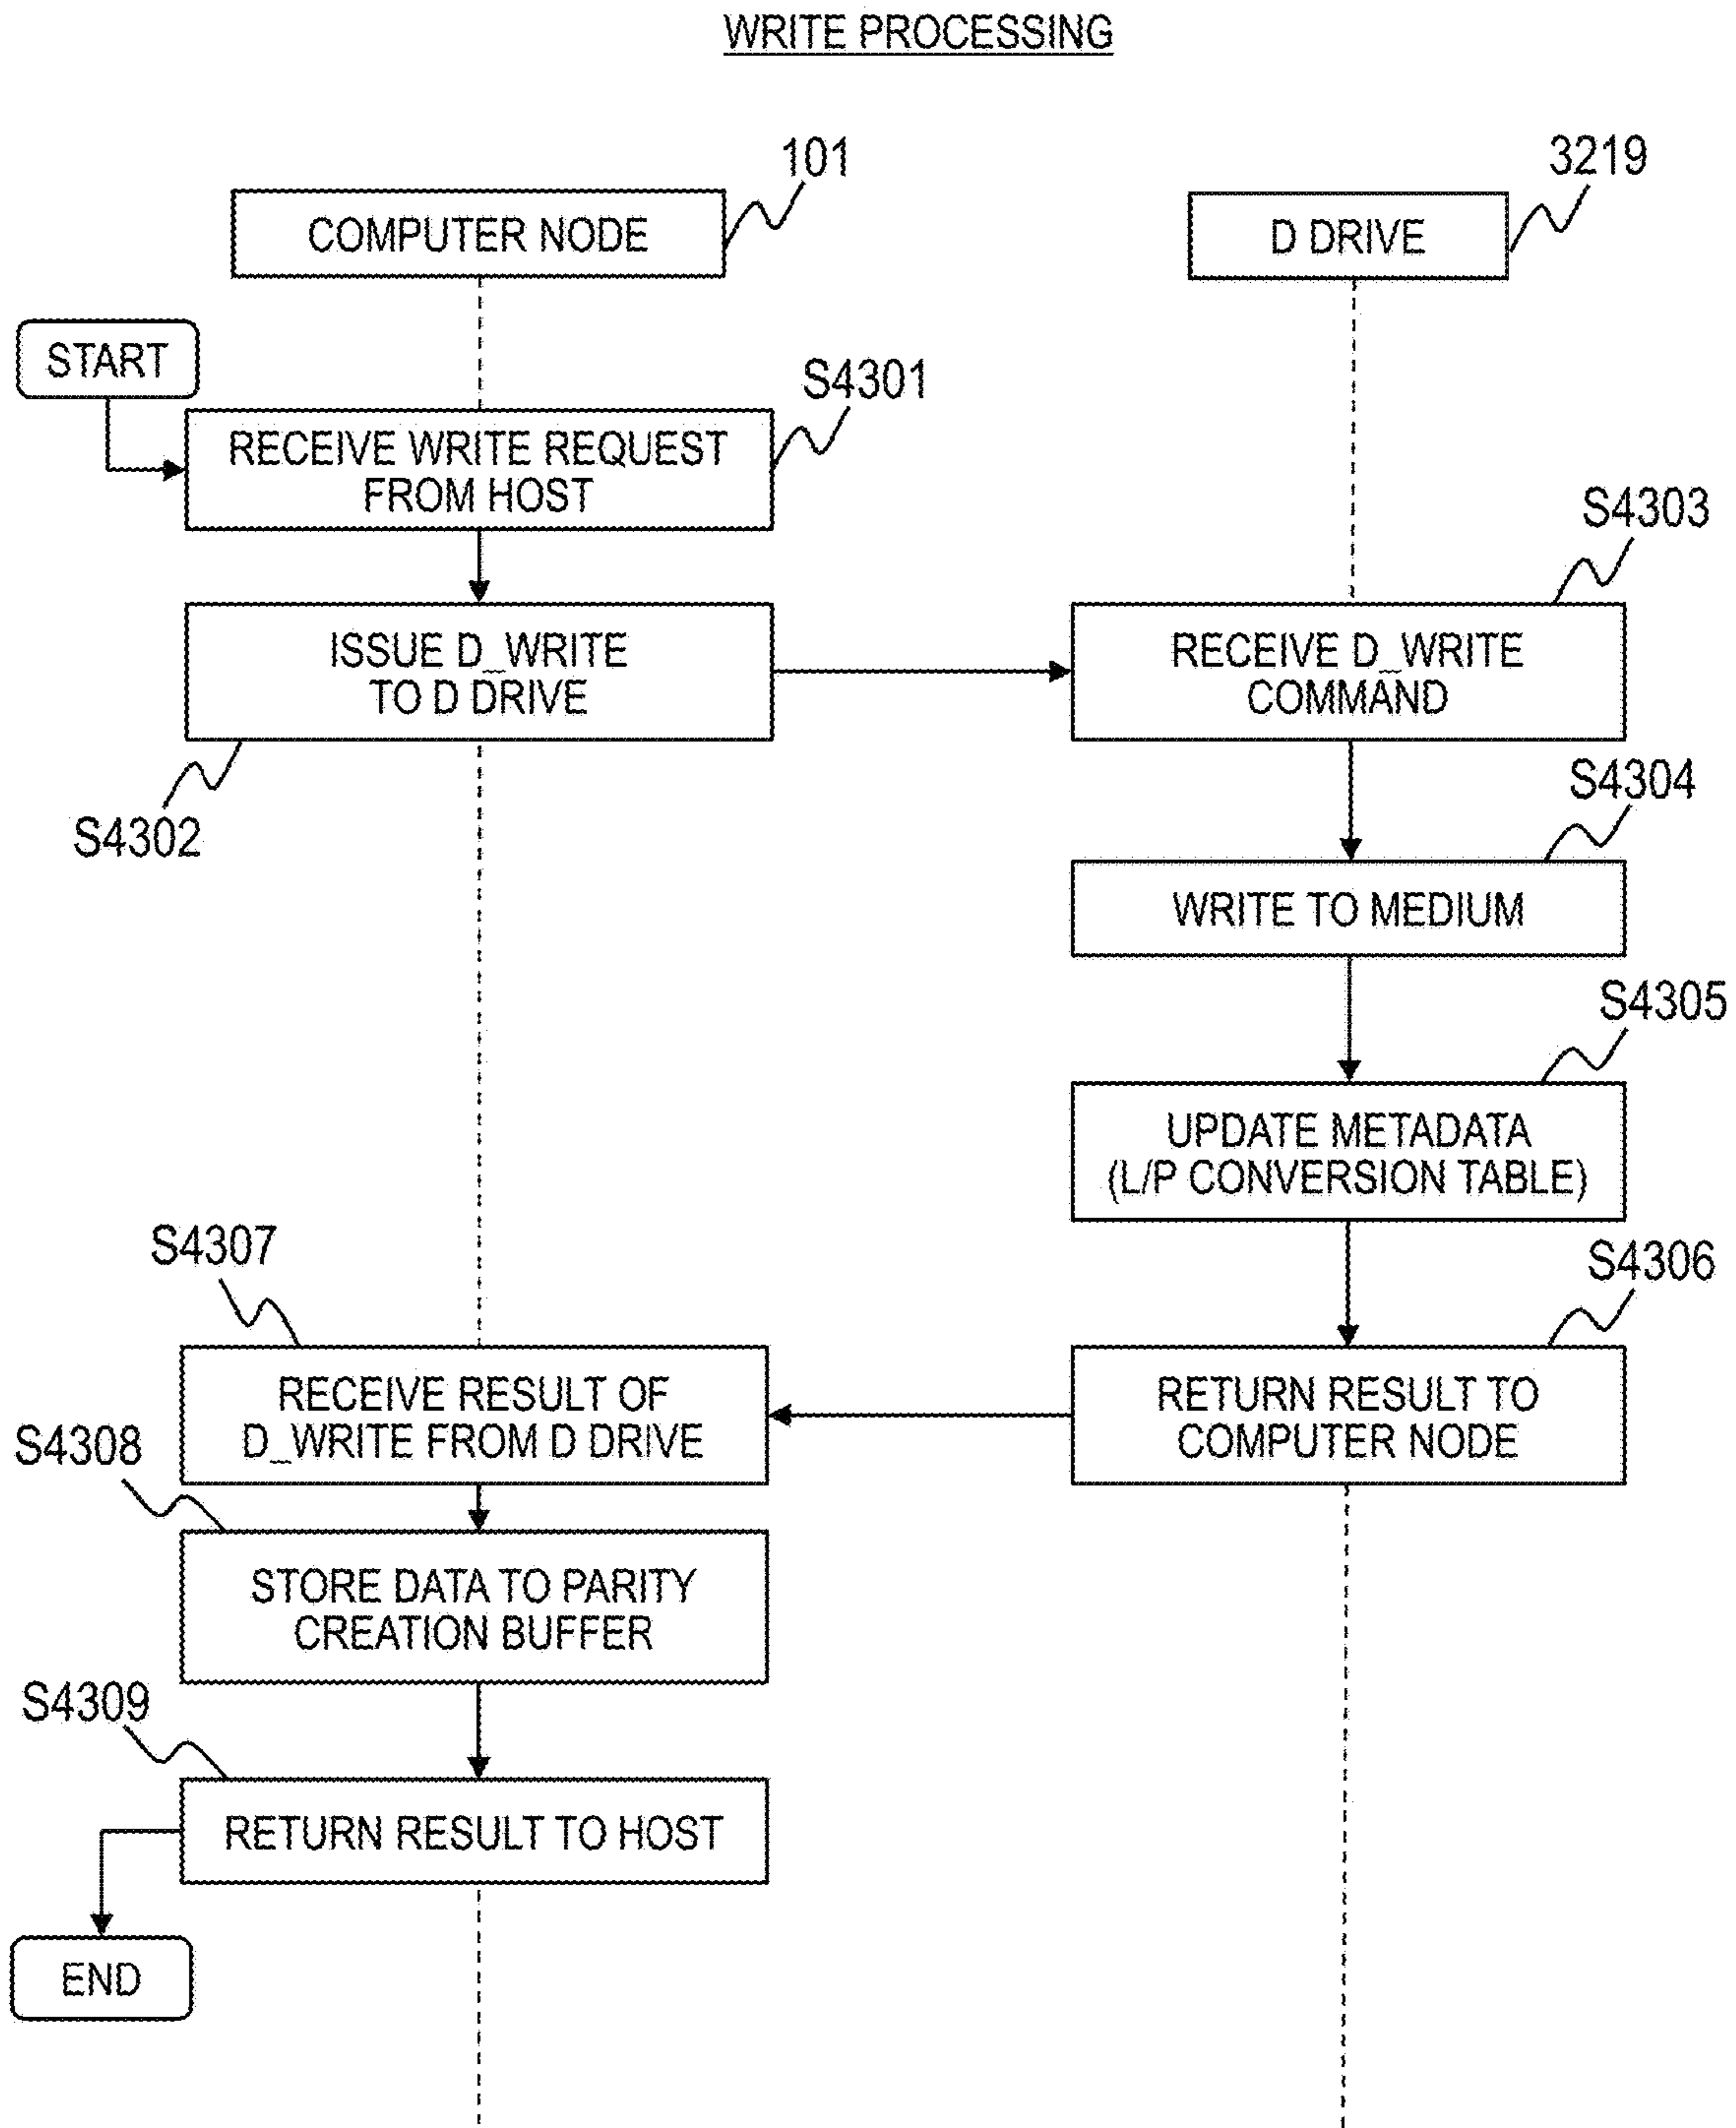 WRITE PROCESSING
101
3219
COMPUTER NODE
D DRIVE
START
S4301
RECEIVE WRITE REQUEST
FROM HOST
S4303
ISSUE D_WRITE
TO D DRIVE
RECEIVE D_WRITE
COMMAND
S4302
S4304
WRITE TO MEDIUM
S4305
UPDATE METADATA
(L/P CONVERSION TABLE)
S4307
S4306
RECEIVE RESULT OF
D_WRITE FROM D DRIVE
RETURN RESULT TO
COMPUTER NODE
S4308
STORE DATA TO PARITY
CREATION BUFFER
S4309
RETURN RESULT TO HOST
END